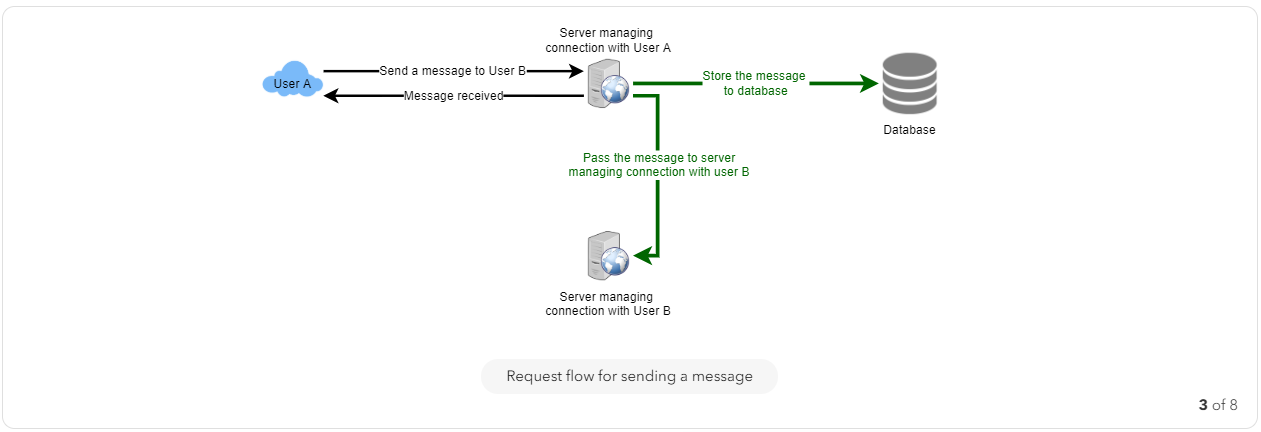 Server managing
connection with User A
User A
Send a message to User B
Message received
Store the message
to database
Database
Pass the message to server
managing connection with user B
Server managing
connection with User B
Request flow for sending a message
3 of 8